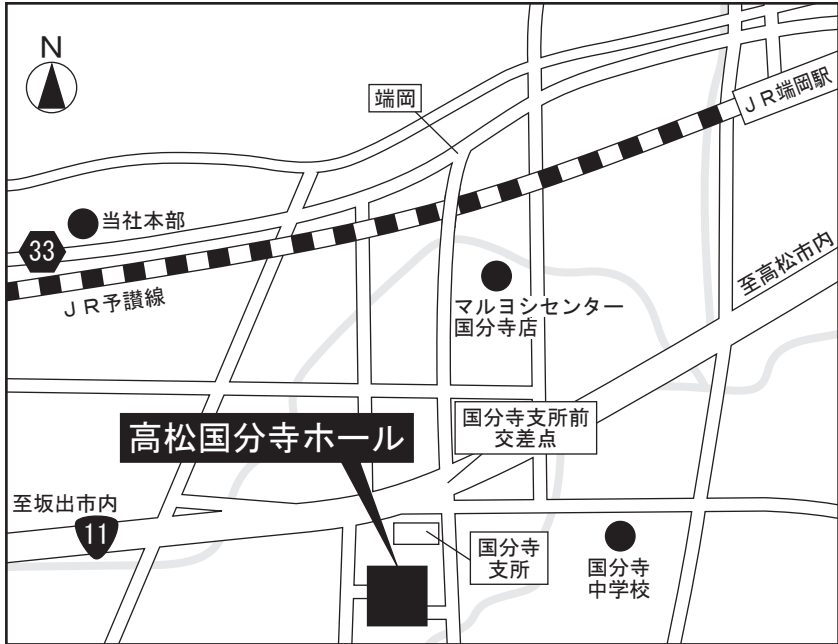 N
端岡
ＪＲ端岡駅
当社本部
33
ＪＲ予讃線
マルヨシセンター
国分寺店
至高松市内
国分寺支所前
交差点
高松国分寺ホール
至坂出市内
11
国分寺
支所
国分寺
中学校